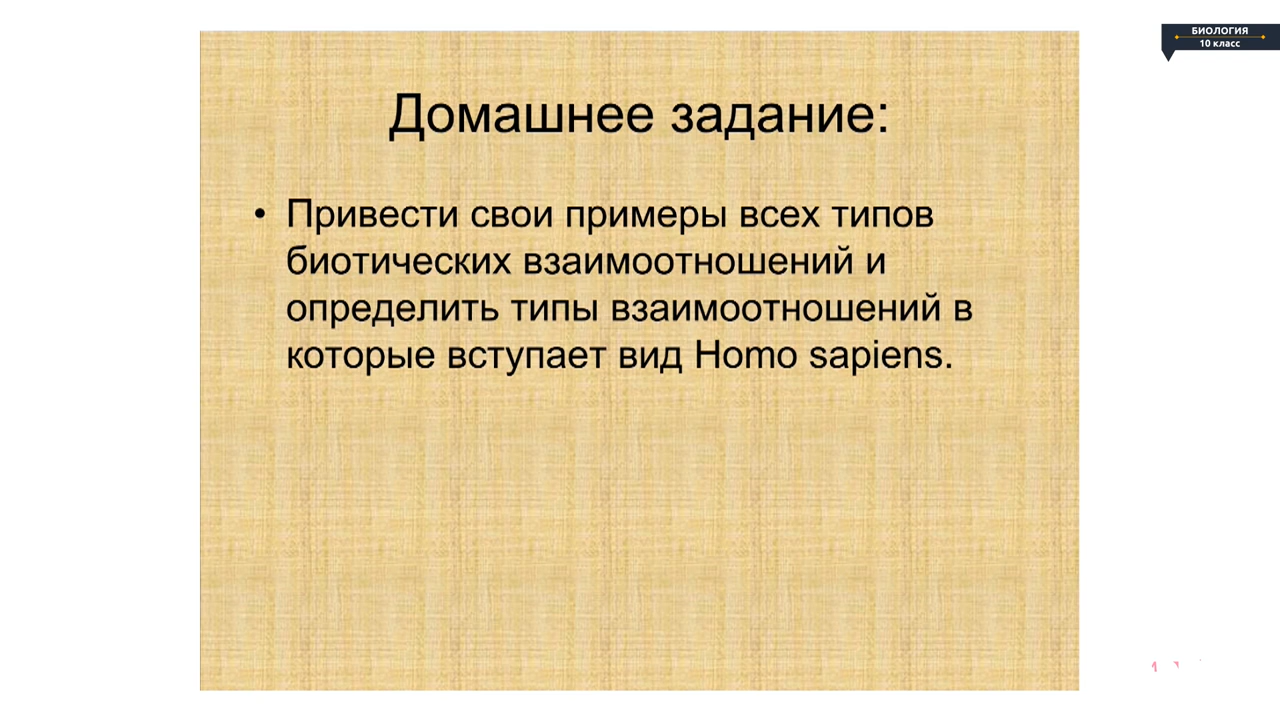 БИОЛОГИЯ
10 класс
Домашнее задание:
• Привести свои примеры всех типов
биотических взаимоотношений и
определить типы взаимоотношений в
которые вступает вид Homo sapiens.